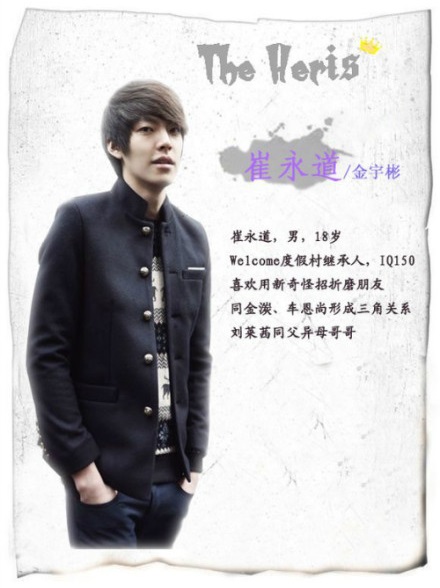 The Heris
崔永道/金宇彬
崔永道，男，18岁
Welcome度假村继承人，IQ150
喜欢用新奇怪招折磨朋友
同金潡、车恩尚形成三角关系
刘莱茜同父异母哥哥